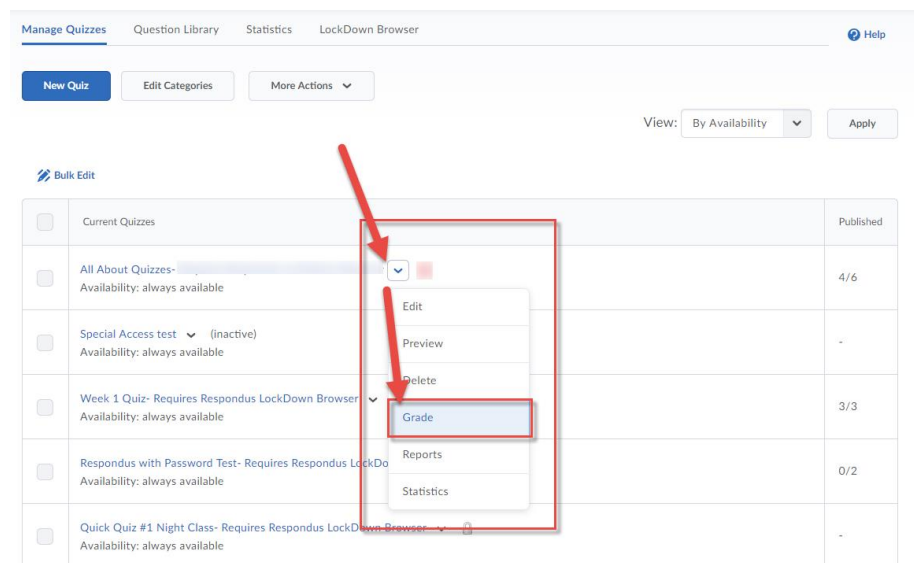 Manage Quizzes Question Library Statistics LockDown Browser
Help
New Quiz Edit Categories More Actions
View: By Availability Apply
Bulk Edit
Current Quizzes Published
All About Quizzes- 4/6
Availability: always available
Edit
Special Access test (inactive) -
Availability: always available
Preview
Delete
Week 1 Quiz- Requires Respondus LockDown Browser 3/3
Availability: always available
Grade
Reports
Respondus with Password Test- Requires Respondus LockDo 0/2
Availability: always available
Statistics
Quick Quiz #1 Night Class- Requires Respondus LockDown Browser -
Availability: always available